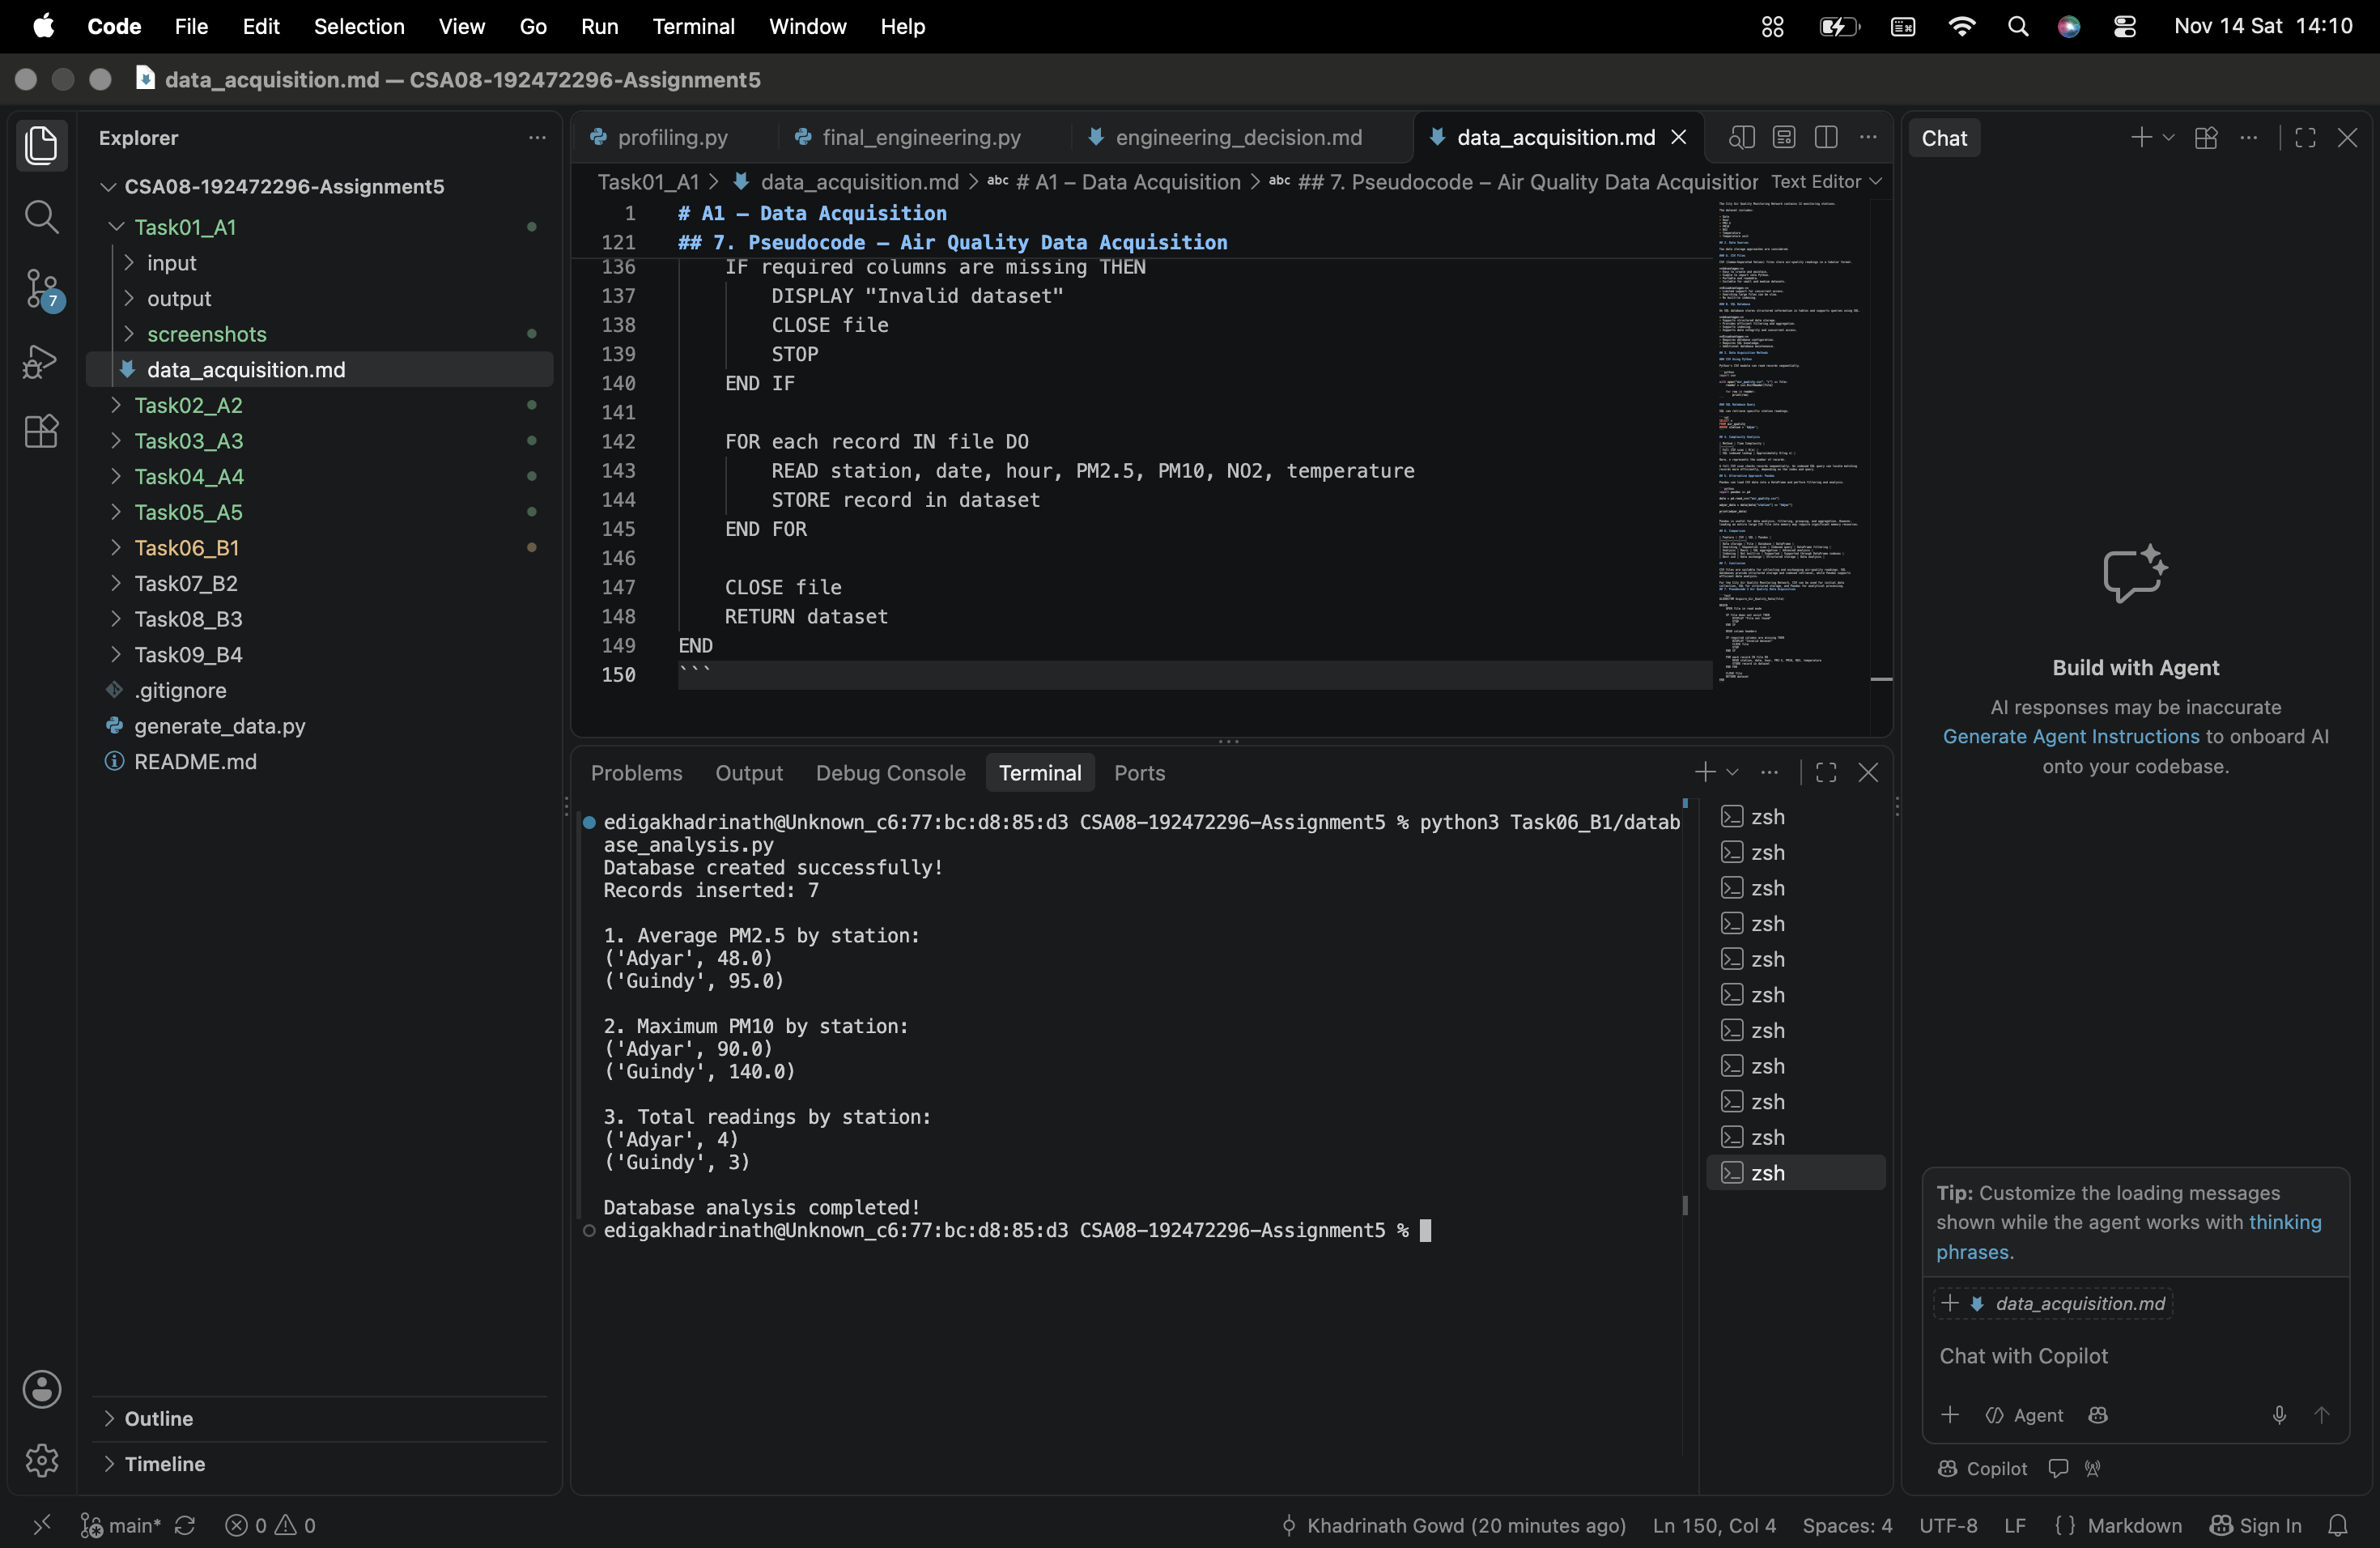 Code File Edit Selection View Go Run Terminal Window Help Nov 14 Sat 14:10
data_acquisition.md — CSA08-192472296-Assignment5
Explorer
CSA08-192472296-Assignment5
Task01_A1
input
output
screenshots
data_acquisition.md
Task02_A2
Task03_A3
Task04_A4
Task05_A5
Task06_B1
Task07_B2
Task08_B3
Task09_B4
.gitignore
generate_data.py
README.md
Outline
Timeline
7
profiling.py final_engineering.py engineering_decision.md data_acquisition.md
Task01_A1 > data_acquisition.md > abc # A1 – Data Acquisition > abc ## 7. Pseudocode – Air Quality Data Acquisition Text Editor
1 # A1 – Data Acquisition
121 ## 7. Pseudocode – Air Quality Data Acquisition
136 IF required columns are missing THEN
137 DISPLAY "Invalid dataset"
138 CLOSE file
139 STOP
140 END IF
141
142 FOR each record IN file DO
143 READ station, date, hour, PM2.5, PM10, NO2, temperature
144 STORE record in dataset
145 END FOR
146
147 CLOSE file
148 RETURN dataset
149 END
150 ```
Problems Output Debug Console Terminal Ports
edigakhadrinath@Unknown_c6:77:bc:d8:85:d3 CSA08-192472296-Assignment5 % python3 Task06_B1/datab
ase_analysis.py
Database created successfully!
Records inserted: 7
1. Average PM2.5 by station:
('Adyar', 48.0)
('Guindy', 95.0)
2. Maximum PM10 by station:
('Adyar', 90.0)
('Guindy', 140.0)
3. Total readings by station:
('Adyar', 4)
('Guindy', 3)
Database analysis completed!
edigakhadrinath@Unknown_c6:77:bc:d8:85:d3 CSA08-192472296-Assignment5 %
zsh
zsh
zsh
zsh
zsh
zsh
zsh
zsh
zsh
zsh
zsh
Chat
Build with Agent
AI responses may be inaccurate
Generate Agent Instructions to onboard AI
onto your codebase.
Tip: Customize the loading messages
shown while the agent works with thinking
phrases.
data_acquisition.md
Chat with Copilot
Agent
Copilot
main* 0 0 Khadrinath Gowd (20 minutes ago) Ln 150, Col 4 Spaces: 4 UTF-8 LF {} Markdown Sign In